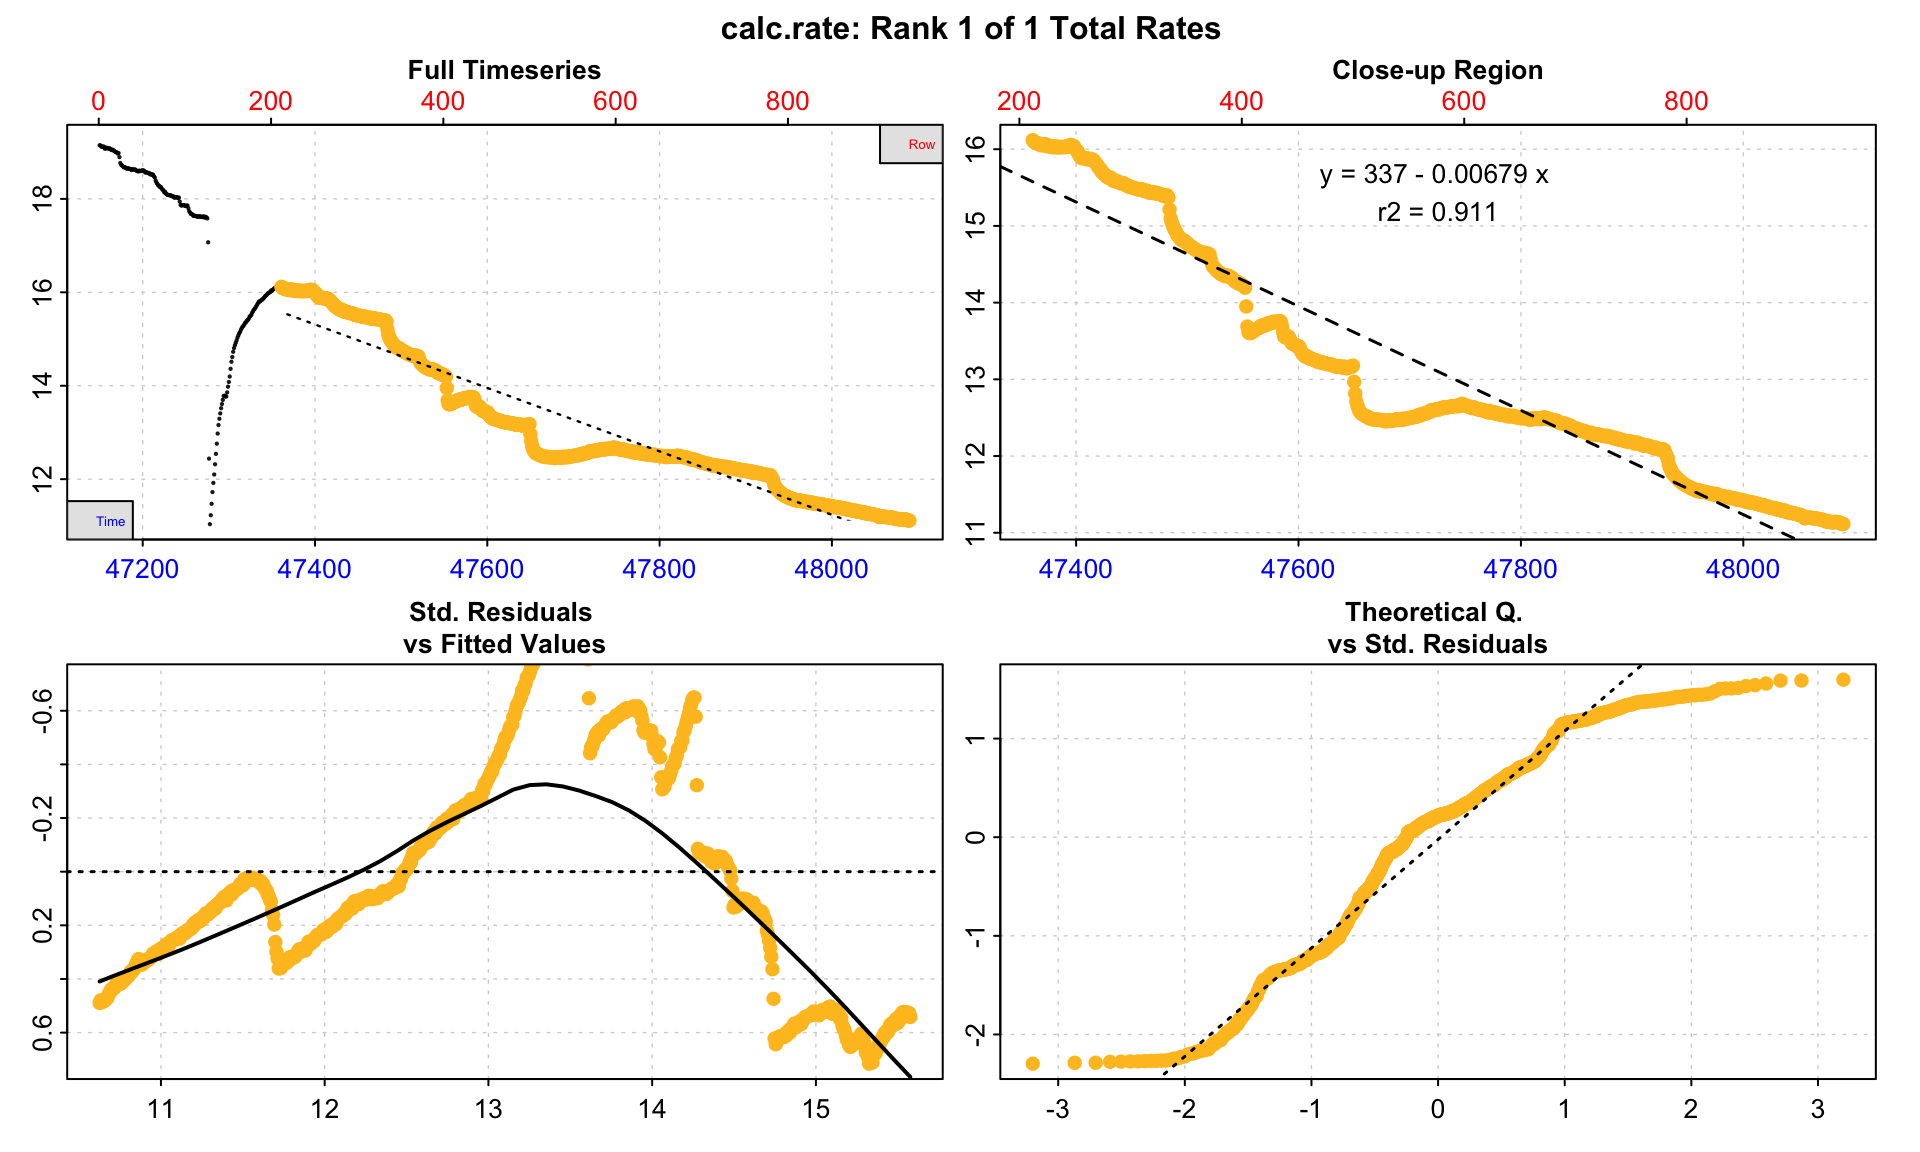 calc.rate: Rank 1 of 1 Total Rates
Full Timeseries
0 200 400 600 800
Row
18
16
14
12
Time
47200 47400 47600 47800 48000
Close-up Region
200 400 600 800
y = 337 - 0.00679 x
r2 = 0.911
16
15
14
13
12
11
47400 47600 47800 48000
Std. Residuals
vs Fitted Values
-0.6
-0.2
0.2
0.6
11 12 13 14 15
Theoretical Q.
vs Std. Residuals
1
0
-1
-2
-3 -2 -1 0 1 2 3